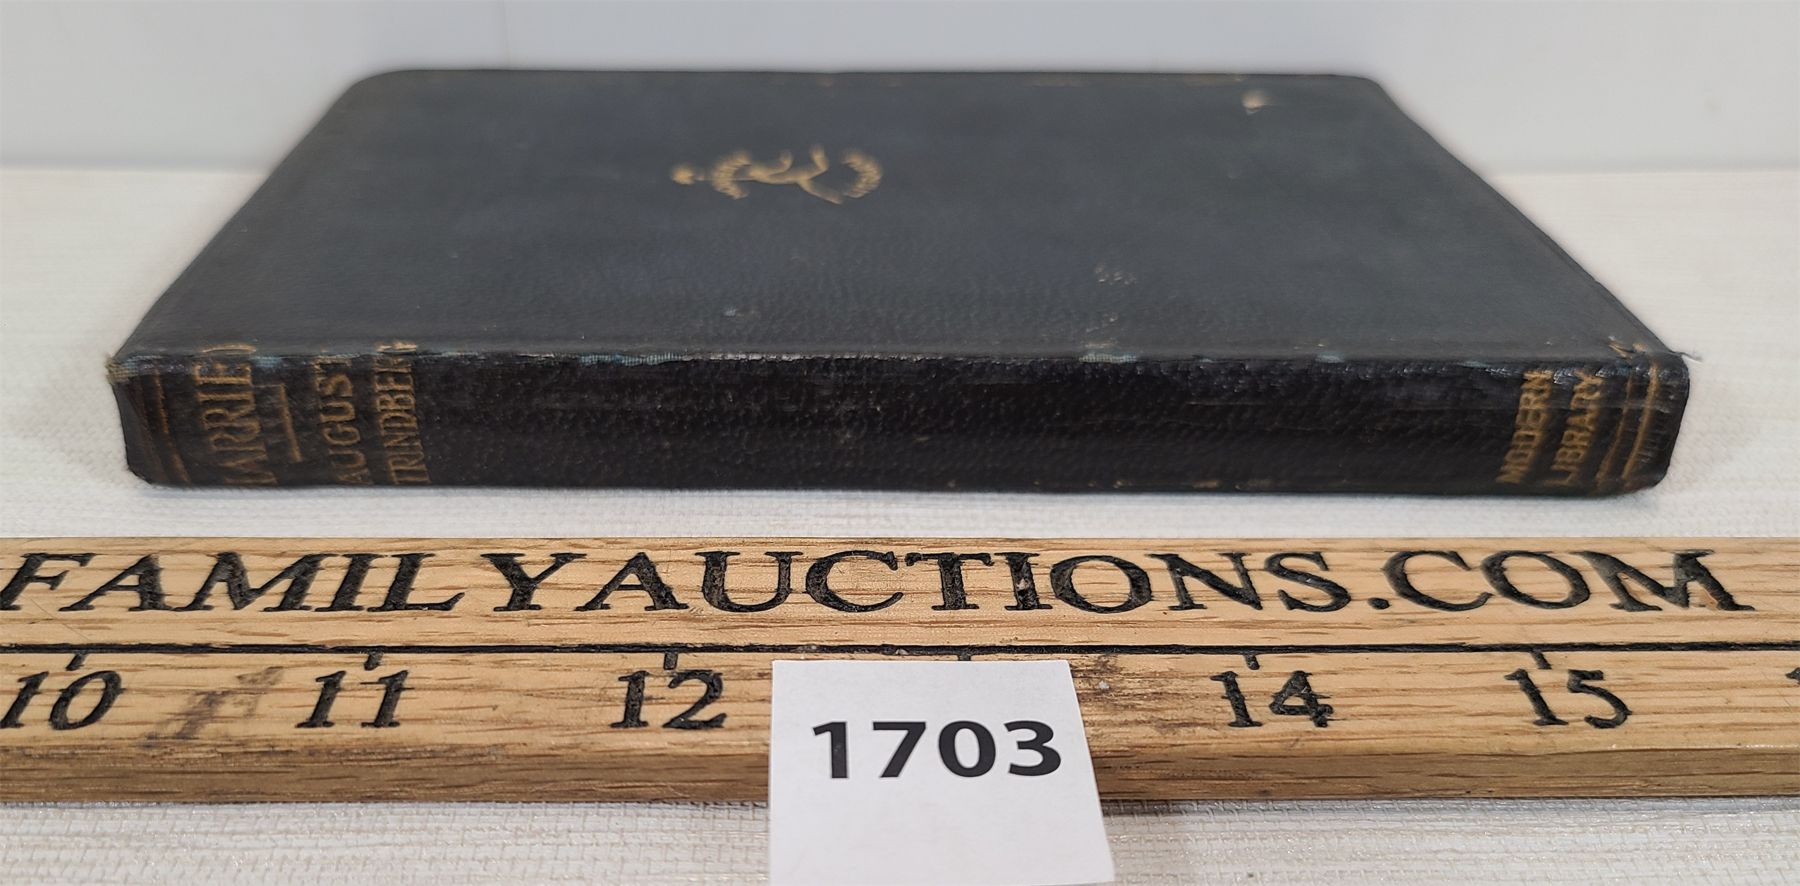 MARRIED
AUGUST
STRINDBERG
MODERN
LIBRARY
FAMILYAUCTIONS.COM
10 11 12 14 15
1703